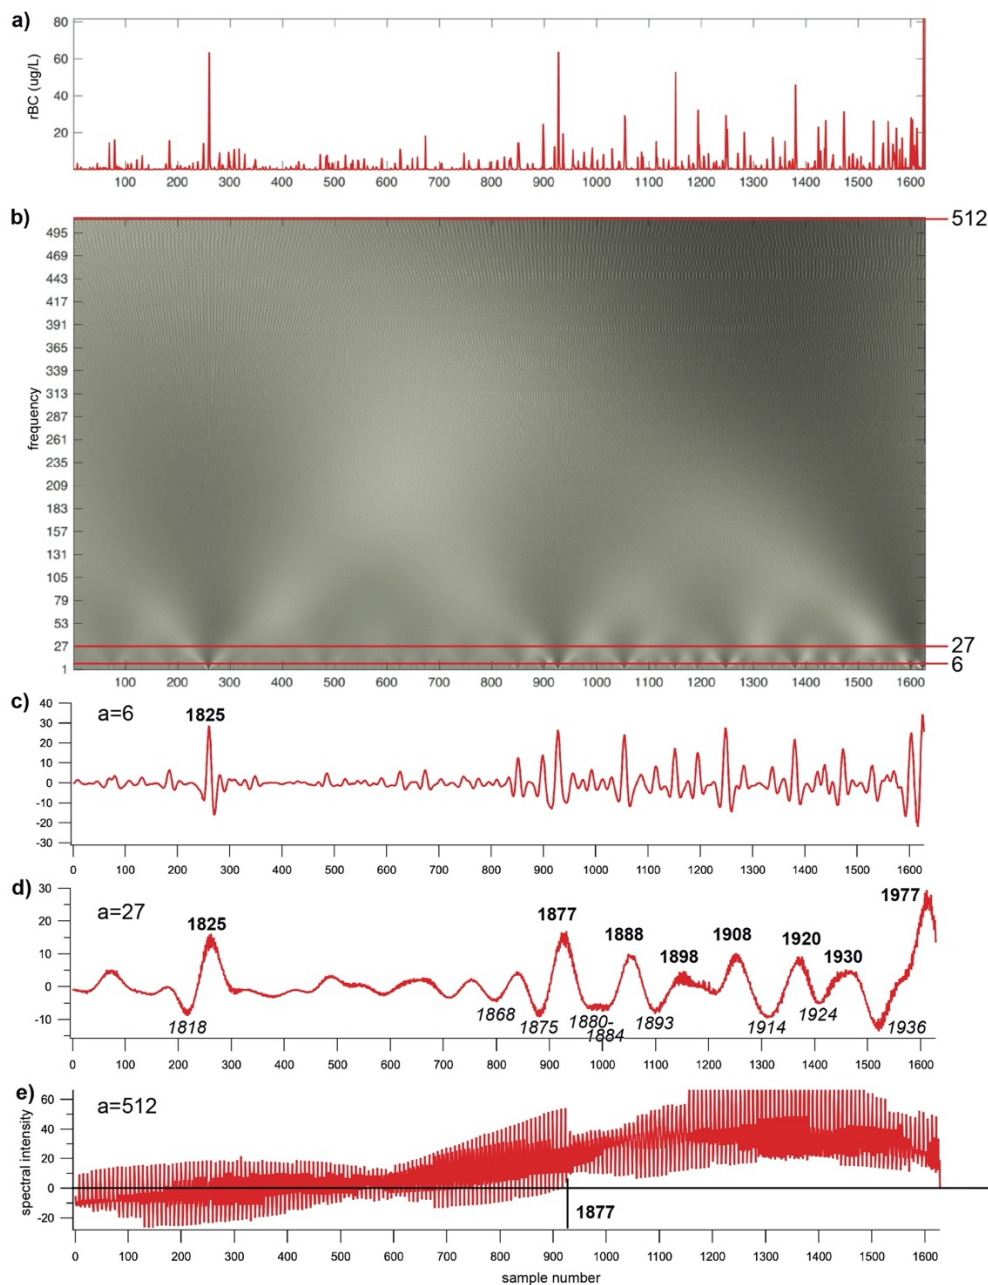 a)
rBC (ug/L)
80
60
40
20
100 200 300 400 500 600 700 800 900 1000 1100 1200 1300 1400 1500 1600
b)
frequency
512
495
469
443
417
391
365
339
313
287
261
235
209
183
157
131
105
79
53
27 27
6
1
100 200 300 400 500 600 700 800 900 1000 1100 1200 1300 1400 1500 1600
c)
a=6 1825
40
30
20
10
0
-10
-20
-30
0 100 200 300 400 500 600 700 800 900 1000 1100 1200 1300 1400 1500 1600
d)
a=27
30
20
10
0
-10
1825 1877 1888 1898 1908 1920 1930 1977
1818 1868 1875 1880-1884 1893 1914 1924 1936
0 100 200 300 400 500 600 700 800 900 1000 1100 1200 1300 1400 1500 1600
e)
a=512
spectral intensity
60
40
20
0
-20
1877
0 100 200 300 400 500 600 700 800 900 1000 1100 1200 1300 1400 1500 1600
sample number